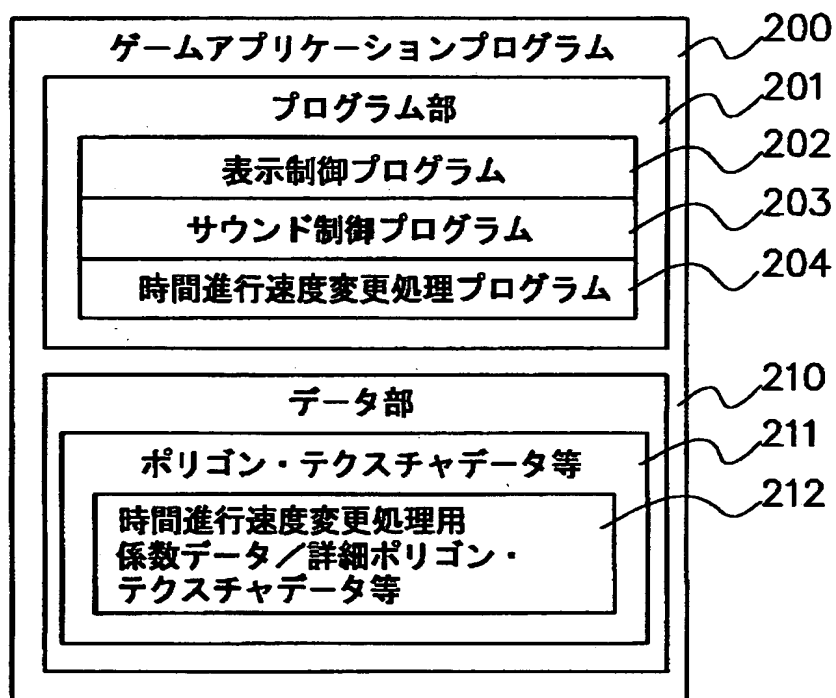 ゲームアプリケーションプログラム
200
プログラム部
201
表示制御プログラム
202
サウンド制御プログラム
203
時間進行速度変更処理プログラム
204
データ部
210
ポリゴン・テクスチャデータ等
211
時間進行速度変更処理用
係数データ/詳細ポリゴン・
テクスチャデータ等
212